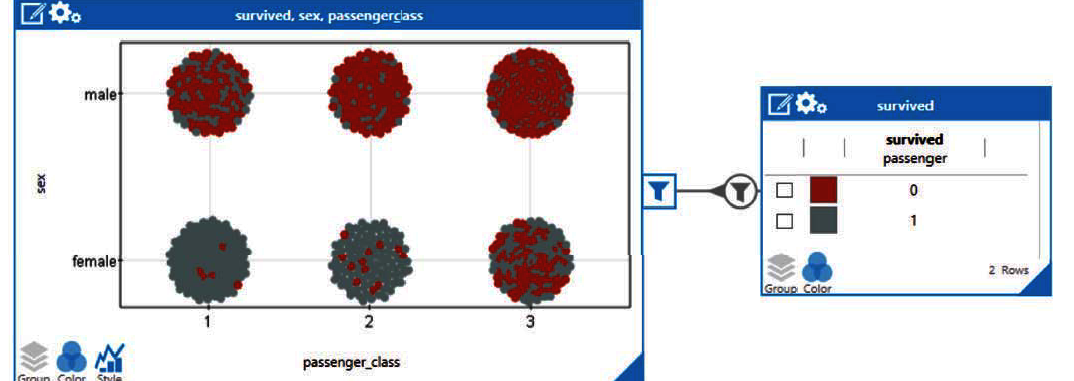 survived, sex, passengerclass
male
sex
female
1 2 3
passenger_class
Group Color Style
survived
survived
passenger
0
1
2 Rows
Group Color